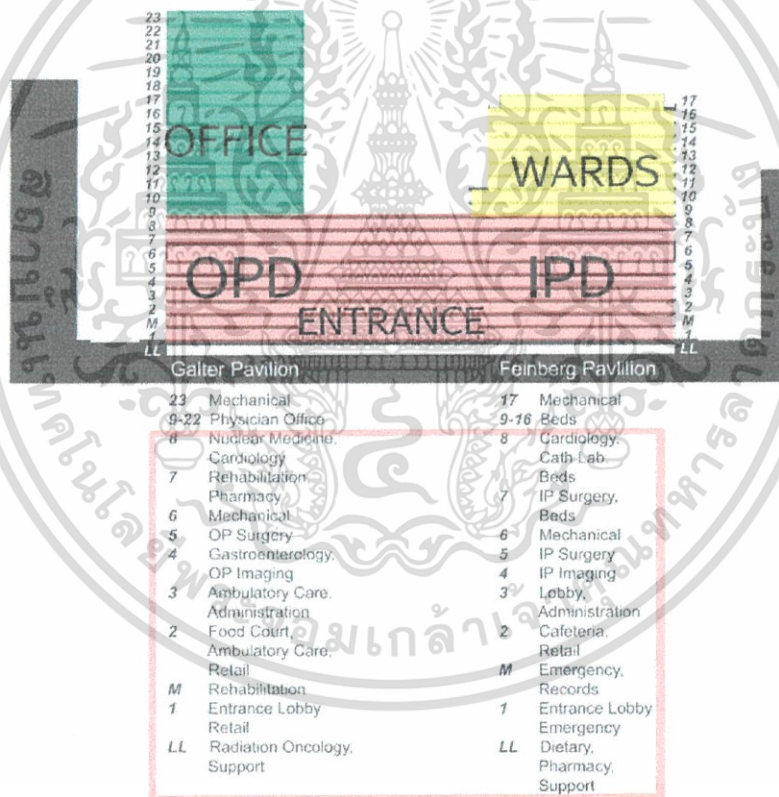 23
22
21
20
19
18
17
16
15
14
13
12
11
10
9
8
7
6
5
4
3
2
M
1
LL
OFFICE
WARDS
17
16
15
14
13
12
11
10
9
8
7
6
5
4
3
2
M
1
LL
OPD IPD
ENTRANCE
Galter Pavilion
23 Mechanical
9-22 Physician Office
8 Nuclear Medicine,
Cardiology
7 Rehabilitation
Pharmacy
6 Mechanical
5 OP Surgery
4 Gastroenterology,
OP Imaging
3 Ambulatory Care,
Administration
2 Food Court,
Ambulatory Care,
Retail
M Rehabilitation
1 Entrance Lobby
Retail
LL Radiation Oncology,
Support
Feinberg Pavilion
17 Mechanical
9-16 Beds
8 Cardiology,
Cath Lab
Beds
7 IP Surgery,
Beds
6 Mechanical
5 IP Surgery
4 IP Imaging
3 Lobby,
Administration
2 Cafeteria,
Retail
M Emergency,
Records
1 Entrance Lobby
Emergency
LL Dietary,
Pharmacy,
Support